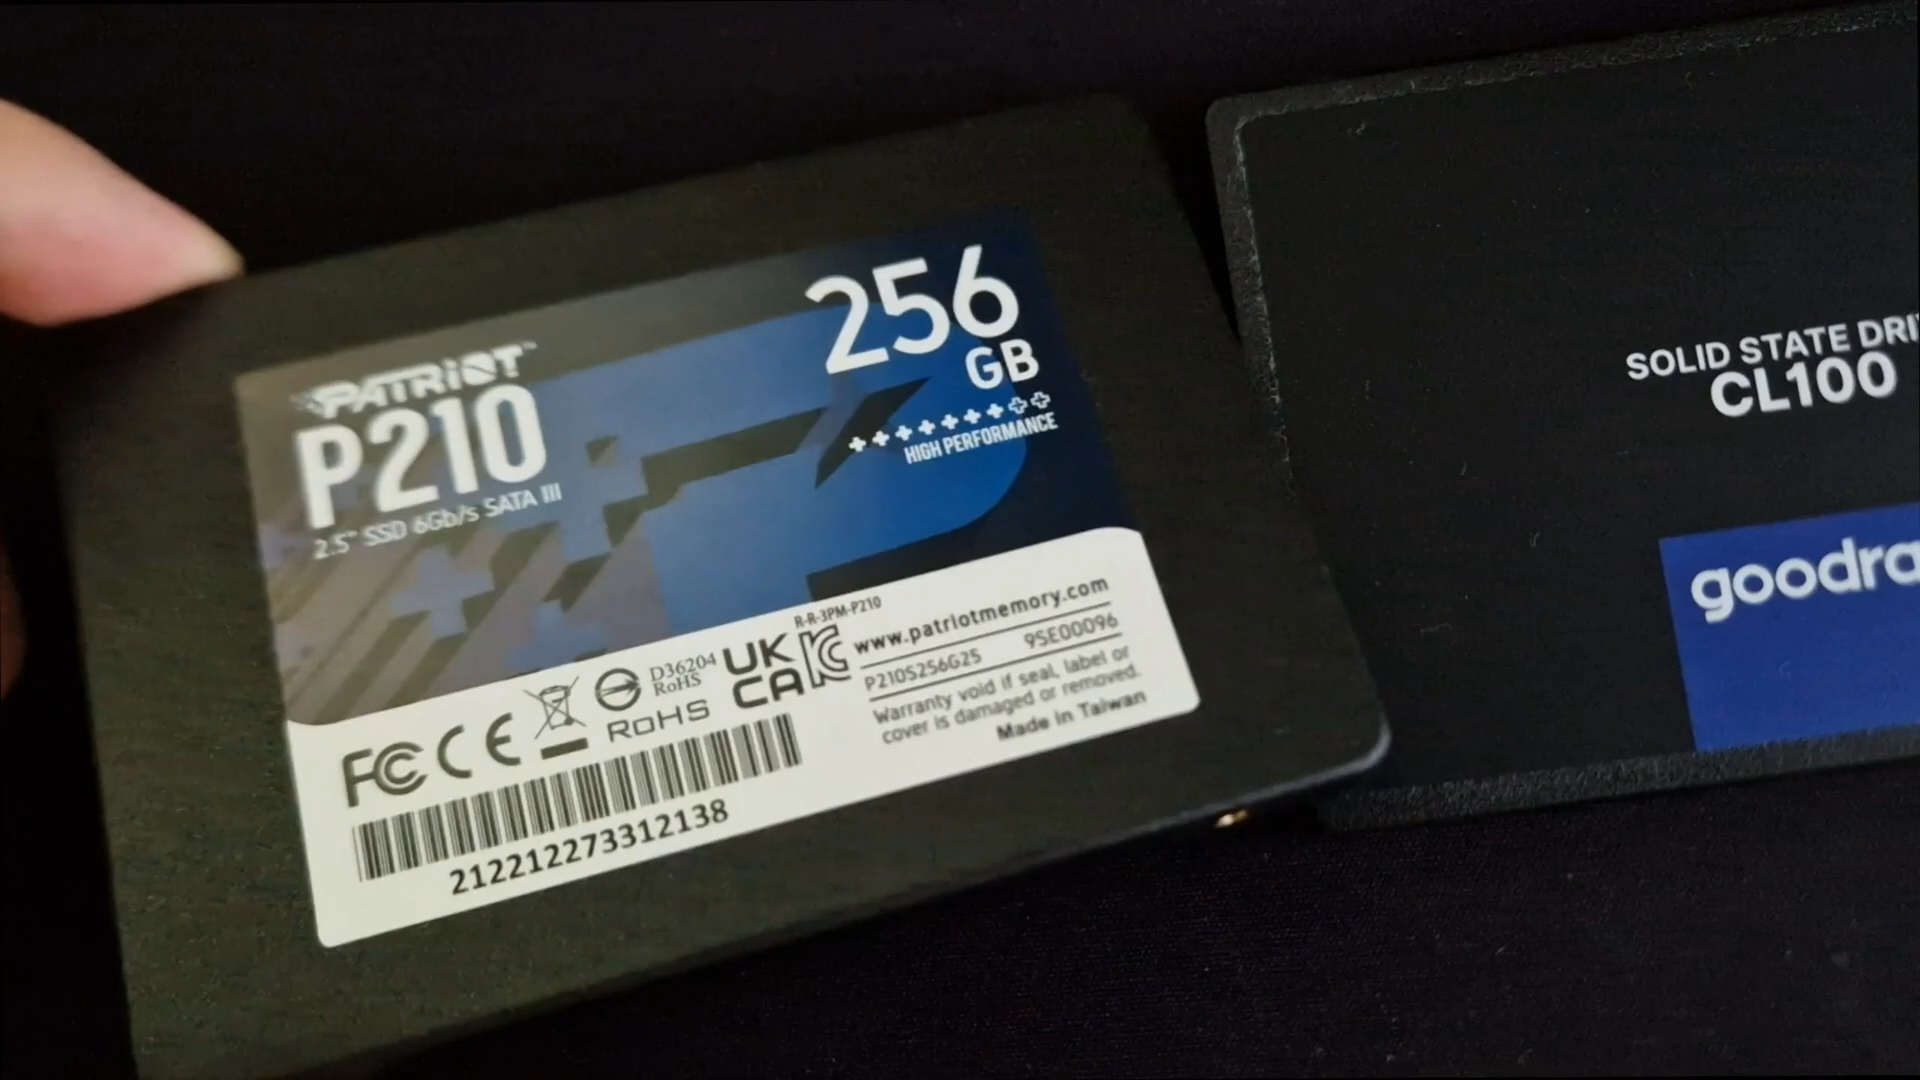 PATRIOT™
P210
2.5" SSD 6Gb/s SATA III
256
GB
HIGH PERFORMANCE
R-R-3PM-P210
FC CE
D36204
RoHS
RoHS
UK
CA
www.patriotmemory.com
P210S256G25 9SE00096
Warranty void if seal, label or
cover is damaged or removed.
Made in Taiwan
212212273312138
SOLID STATE DRI
CL100
goodra